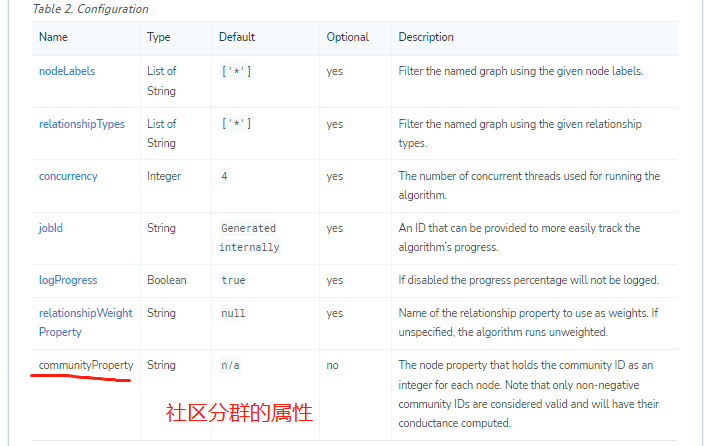 Table 2. Configuration
Name Type Default Optional Description
nodeLabels List of String ['*'] yes Filter the named graph using the given node labels.
relationshipTypes List of String ['*'] yes Filter the named graph using the given relationship types.
concurrency Integer 4 yes The number of concurrent threads used for running the algorithm.
jobId String Generated internally yes An ID that can be provided to more easily track the algorithm's progress.
logProgress Boolean true yes If disabled the progress percentage will not be logged.
relationshipWeight Property String null yes Name of the relationship property to use as weights. If unspecified, the algorithm runs unweighted.
communityProperty String n/a no The node property that holds the community ID as an integer for each node. Note that only non-negative community IDs are considered valid and will have their conductance computed.
社区分群的属性